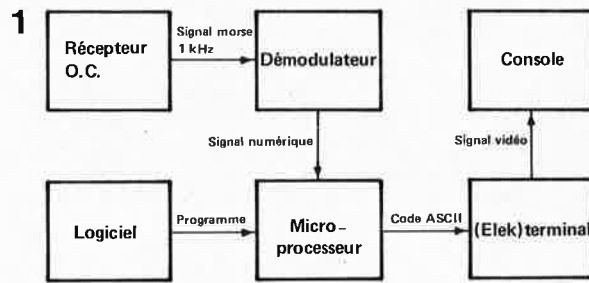 1
Récepteur
O.C.
Signal morse
1 kHz
Démodulateur
Console
Signal numérique
Signal vidéo
Logiciel
Programme
Micro-
processeur
Code ASCII
(Elek)terminal